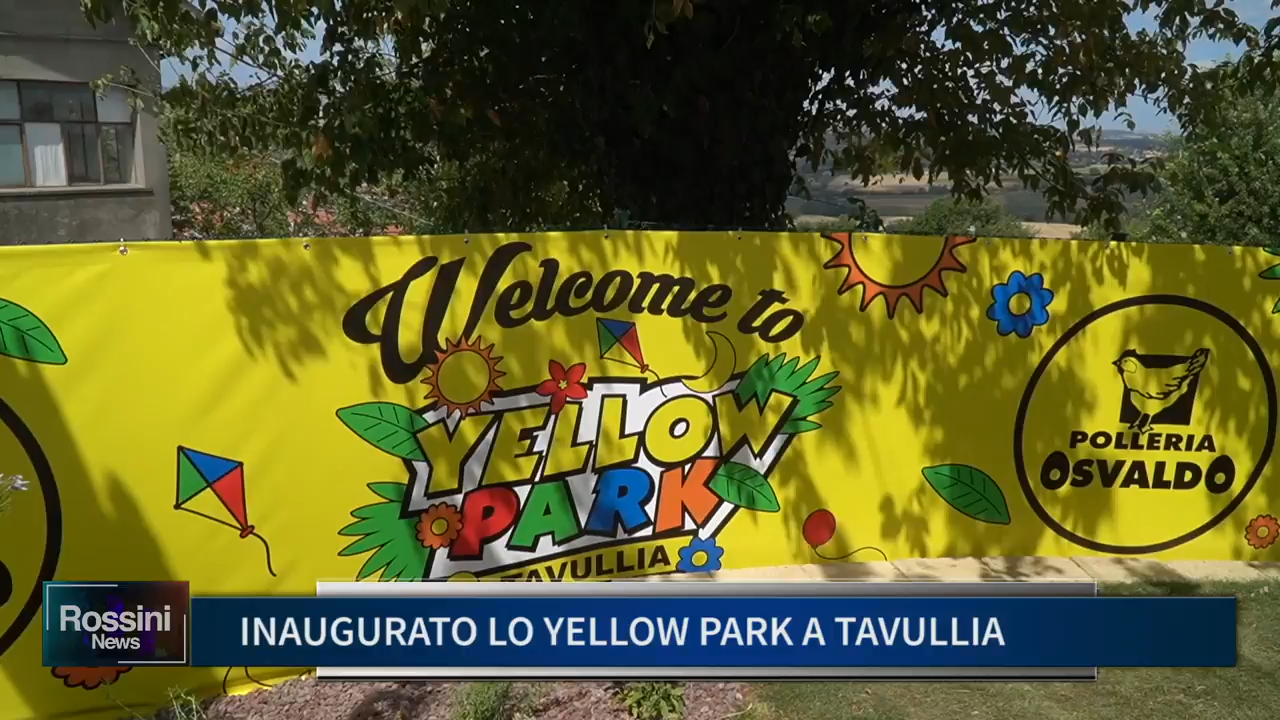 Welcome to
YELLOW
PARK
TAVULLIA
POLLERIA
OSVALDO
Rossini
News
INAUGURATO LO YELLOW PARK A TAVULLIA